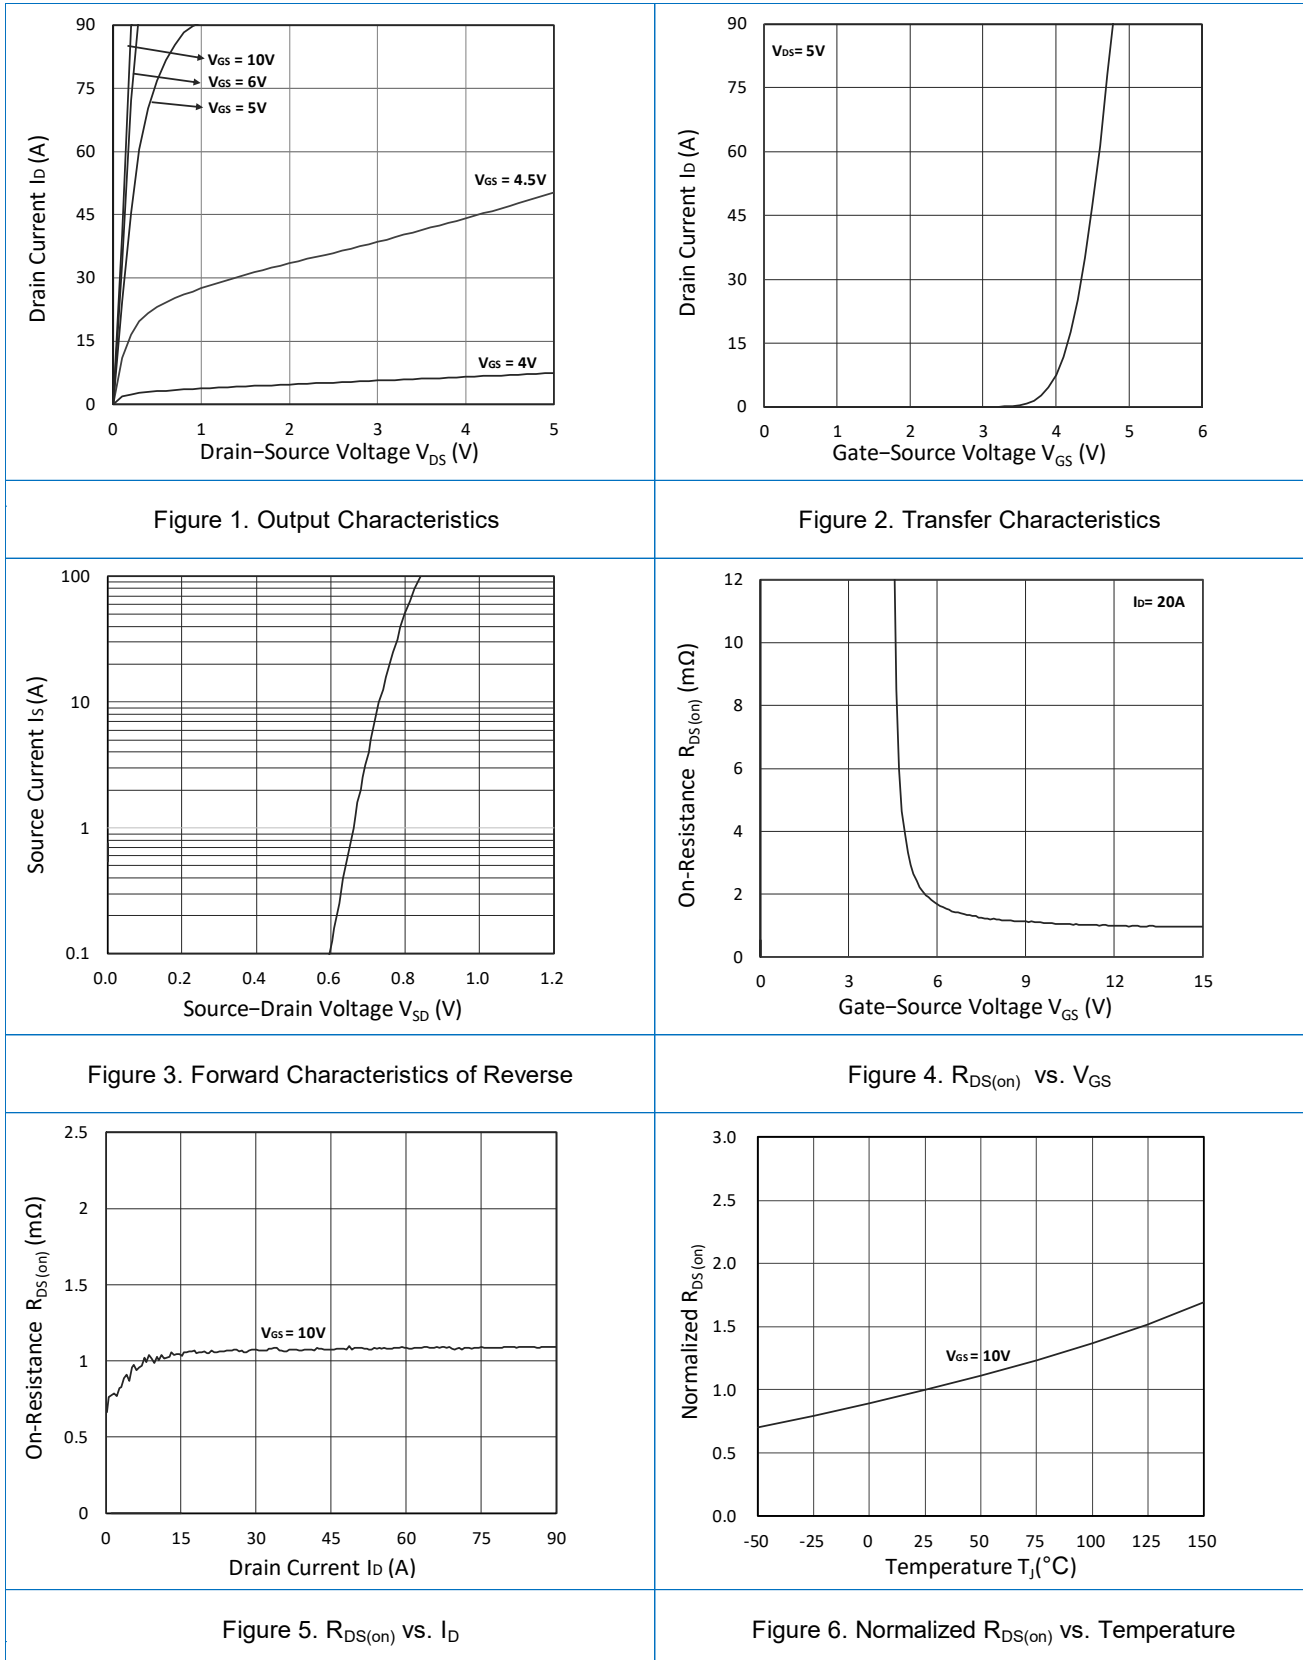 90
75
60
45
30
15
0
Drain Current ID (A)
VGS = 10V
VGS = 6V
VGS = 5V
VGS = 4.5V
VGS = 4V
0 1 2 3 4 5
Drain−Source Voltage VDS (V)
Figure 1. Output Characteristics
90
75
60
45
30
15
0
Drain Current ID (A)
VDS= 5V
0 1 2 3 4 5 6
Gate−Source Voltage VGS (V)
Figure 2. Transfer Characteristics
100
10
1
0.1
Source Current IS (A)
0.0 0.2 0.4 0.6 0.8 1.0 1.2
Source−Drain Voltage VSD (V)
Figure 3. Forward Characteristics of Reverse
12
10
8
6
4
2
0
On-Resistance RDS(on) (mΩ)
ID= 20A
0 3 6 9 12 15
Gate−Source Voltage VGS (V)
Figure 4. RDS(on) vs. VGS
2.5
2
1.5
1
0.5
0
On-Resistance RDS(on) (mΩ)
VGS = 10V
0 15 30 45 60 75 90
Drain Current ID (A)
Figure 5. RDS(on) vs. ID
3.0
2.5
2.0
1.5
1.0
0.5
0.0
Normalized RDS(on)
VGS = 10V
-50 -25 0 25 50 75 100 125 150
Temperature TJ(°C)
Figure 6. Normalized RDS(on) vs. Temperature